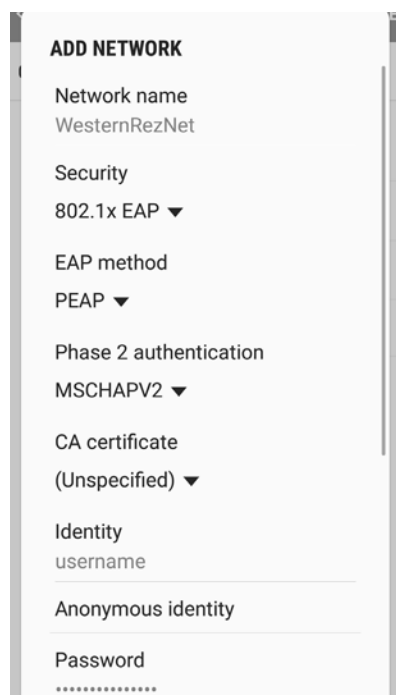 ADD NETWORK
Network name
WesternRezNet
Security
802.1x EAP
EAP method
PEAP
Phase 2 authentication
MSCHAPV2
CA certificate
(Unspecified)
Identity
username
Anonymous identity
Password
•••••••••••••••